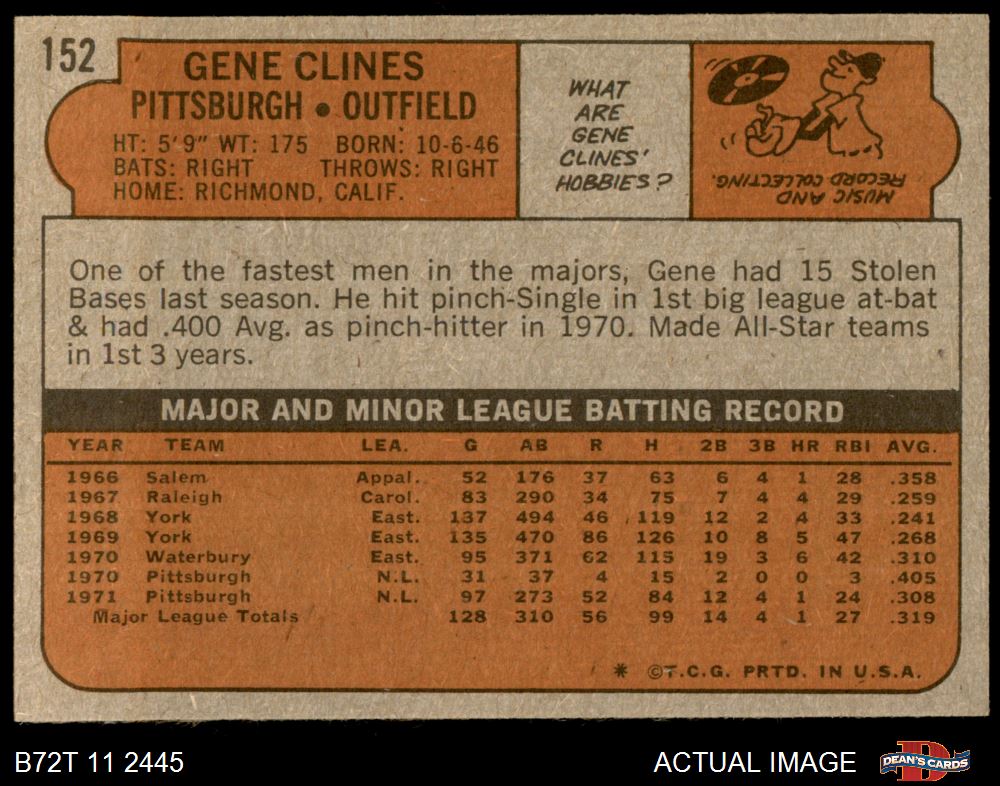 152
GENE CLINES
PITTSBURGH • OUTFIELD
HT: 5'9" WT: 175 BORN: 10-6-46
BATS: RIGHT THROWS: RIGHT
HOME: RICHMOND, CALIF.
WHAT
ARE
GENE
CLINES'
HOBBIES?
MUSIC AND
RECORD COLLECTING.
One of the fastest men in the majors, Gene had 15 Stolen
Bases last season. He hit pinch-Single in 1st big league at-bat
& had .400 Avg. as pinch-hitter in 1970. Made All-Star teams
in 1st 3 years.
MAJOR AND MINOR LEAGUE BATTING RECORD
YEAR TEAM LEA. G AB R H 2B 3B HR RBI AVG.
1966 Salem Appal. 52 176 37 63 6 4 1 28 .358
1967 Raleigh Carol. 83 290 34 75 7 4 4 29 .259
1968 York East. 137 494 46 119 12 2 4 33 .241
1969 York East. 135 470 86 126 10 8 5 47 .268
1970 Waterbury East. 95 371 62 115 19 3 6 42 .310
1970 Pittsburgh N.L. 31 37 4 15 2 0 0 3 .405
1971 Pittsburgh N.L. 97 273 52 84 12 4 1 24 .308
Major League Totals 128 310 56 99 14 4 1 27 .319
* ©T.C.G. PRTD. IN U.S.A.
B72T 11 2445
ACTUAL IMAGE
DEAN'S CARDS